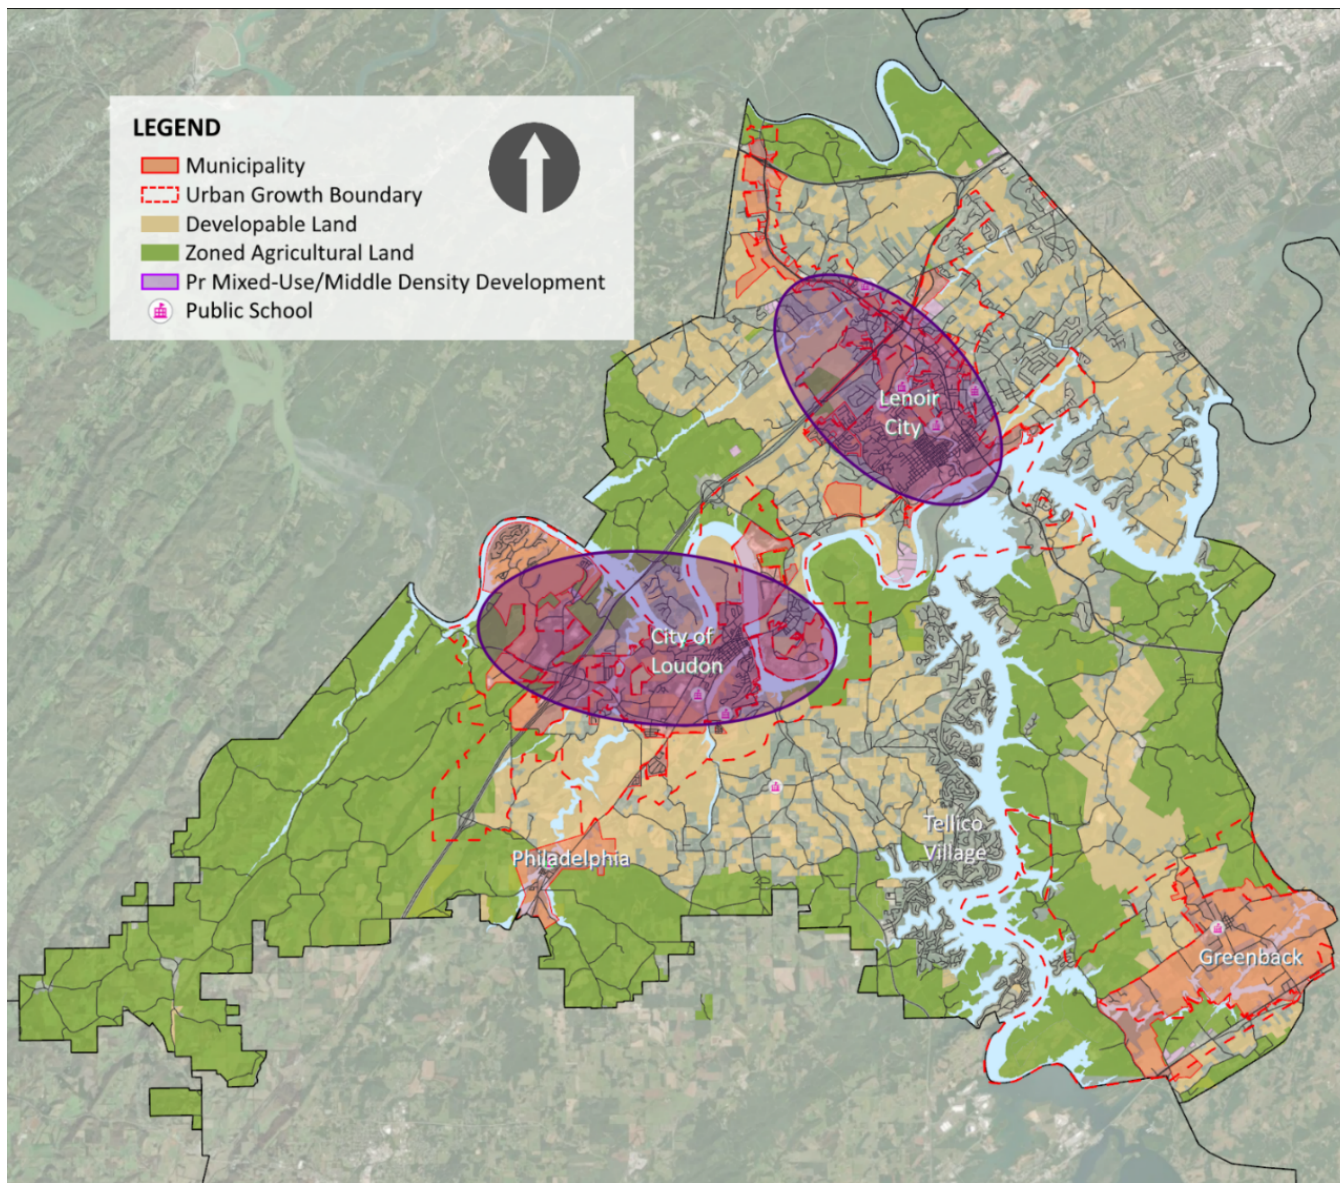 LEGEND
Municipality
Urban Growth Boundary
Developable Land
Zoned Agricultural Land
Pr Mixed-Use/Middle Density Development
Public School
Lenoir
City
City of
Loudon
Tellico
Village
Philadelphia
Greenback